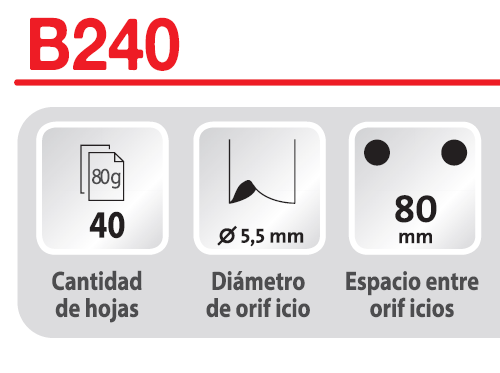 B240
80g
40
Ø 5,5 mm
80
mm
Cantidad
de hojas
Diámetro
de orif icio
Espacio entre
orif icios